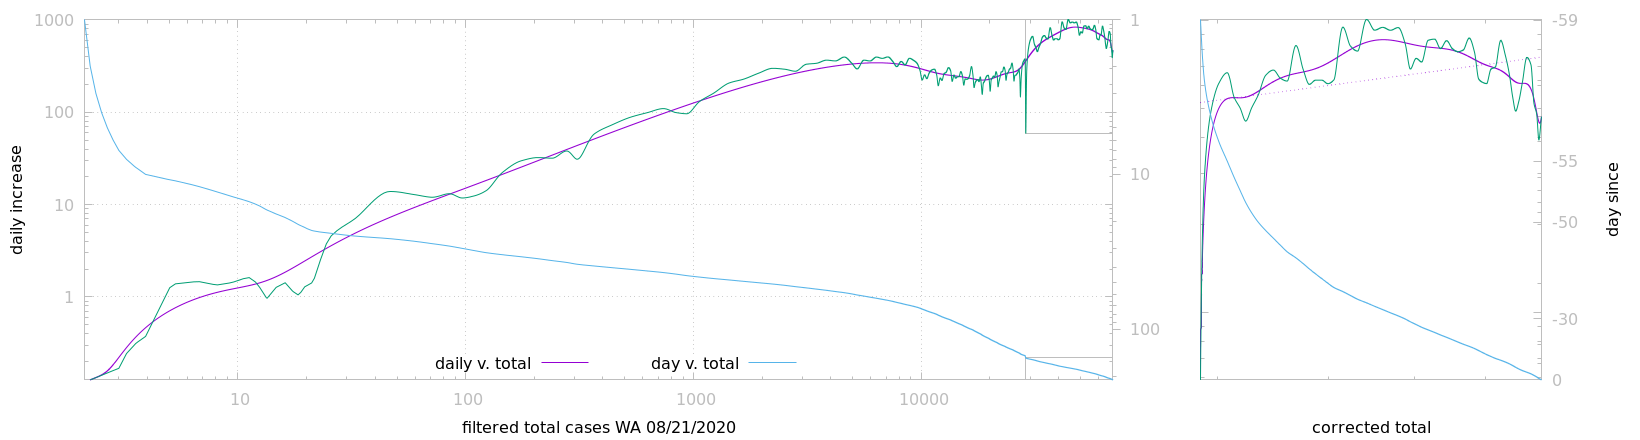 1000
100
10
1
daily increase
10
100
1000
10000
daily v. total
day v. total
1
10
100
filtered total cases WA 08/21/2020
-59
-55
-50
-30
0
day since
corrected total